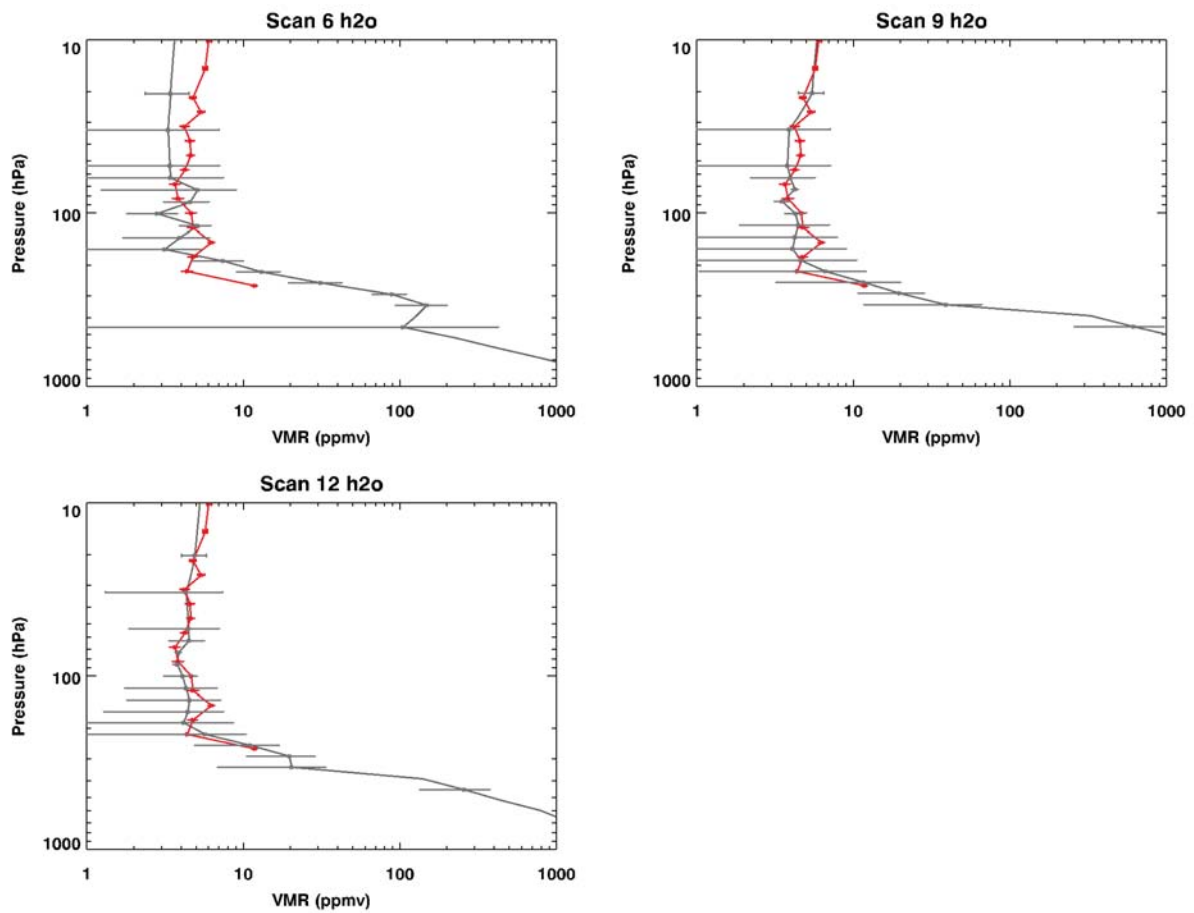 Scan 6 h2o
10
100
1000
Pressure (hPa)
1 10 100 1000
VMR (ppmv)
Scan 9 h2o
10
100
1000
Pressure (hPa)
1 10 100 1000
VMR (ppmv)
Scan 12 h2o
10
100
1000
Pressure (hPa)
1 10 100 1000
VMR (ppmv)